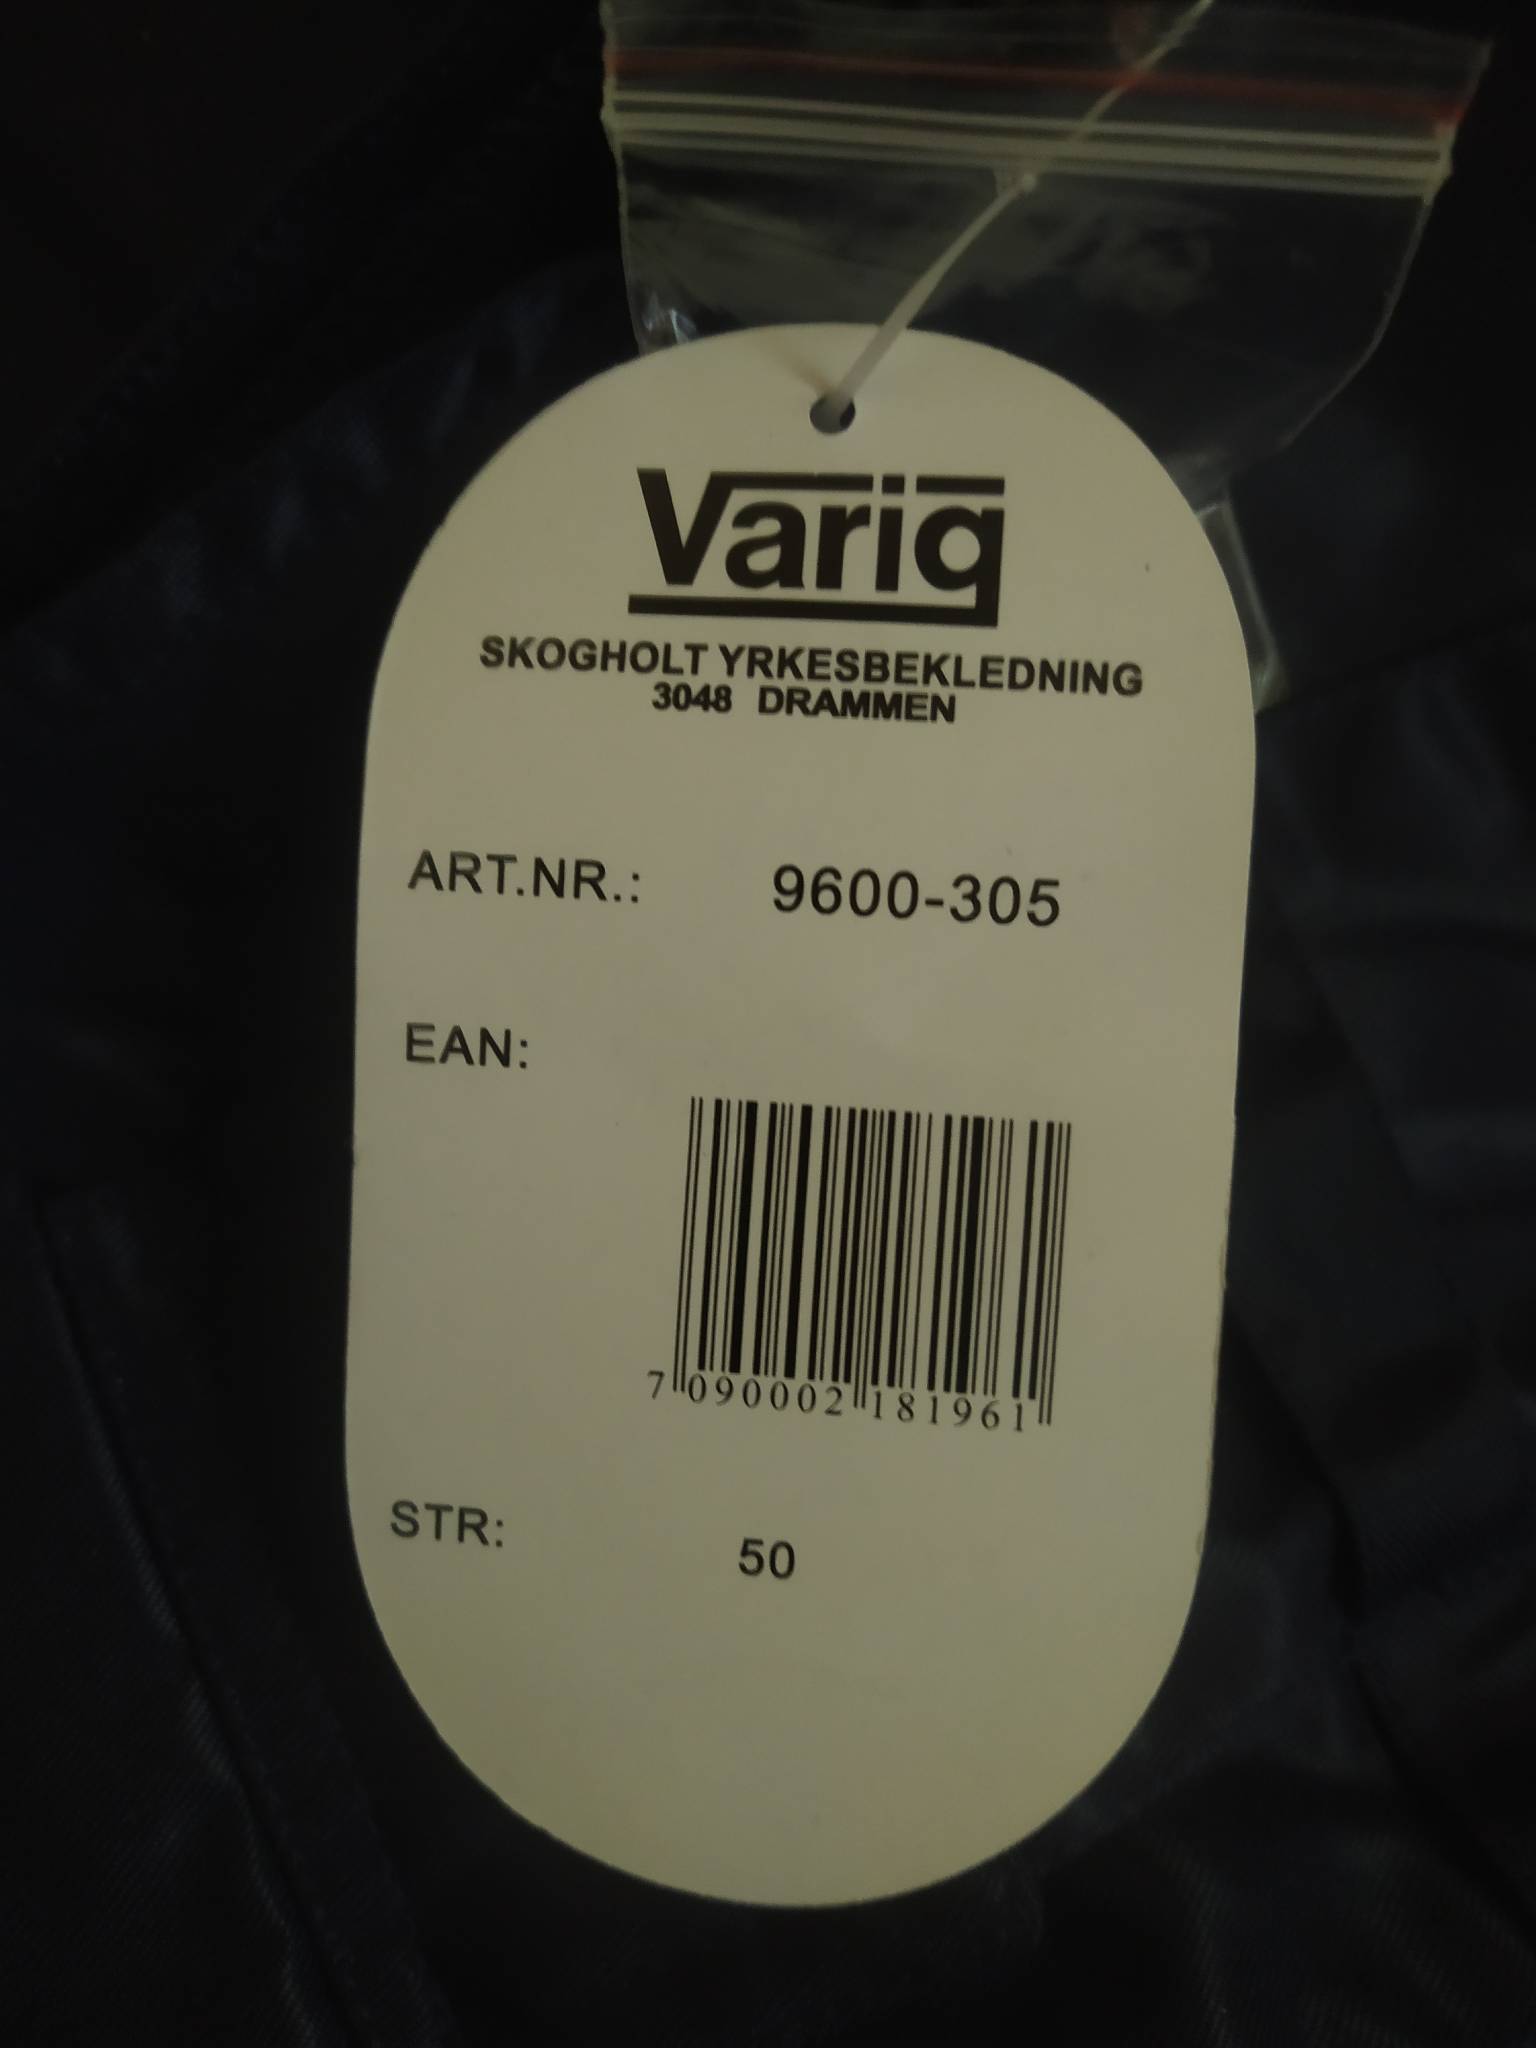 Varig
SKOGHOLT YRKESBEKLEDNING
3048 DRAMMEN
ART.NR.: 9600-305
EAN:
7 090002 181961
STR: 50